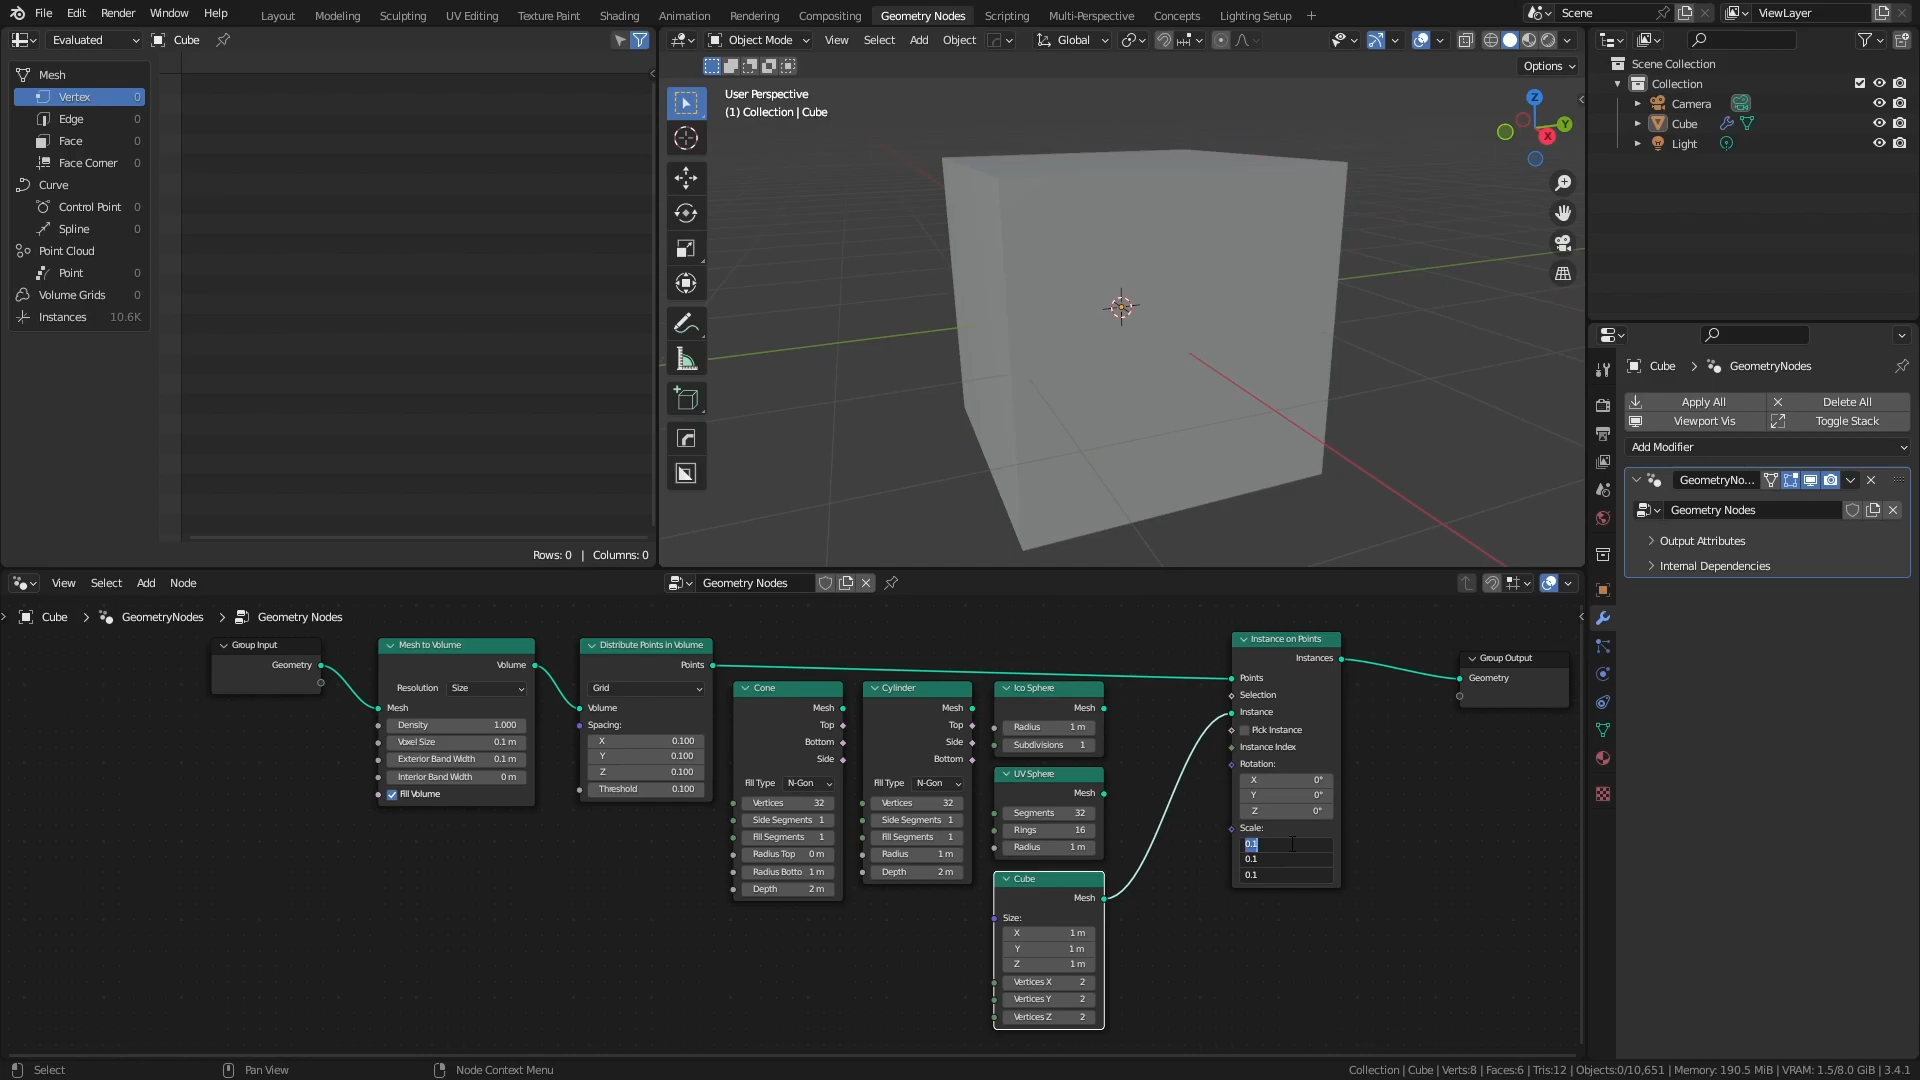 File Edit Render Window Help Layout Modeling Sculpting UV Editing Texture Paint Shading Animation Rendering Compositing Geometry Nodes Scripting Multi-Perspective Concepts Lighting Setup + Scene ViewLayer
Evaluated Cube
Object Mode View Select Add Object Global
Options
Mesh
Vertex 0
Edge 0
Face 0
Face Corner 0
Curve
Control Point 0
Spline 0
Point Cloud
Point 0
Volume Grids 0
Instances 10.6K
Rows: 0 | Columns: 0
User Perspective
(1) Collection | Cube
Z
Y
X
Scene Collection
Collection
Camera
Cube
Light
Cube > GeometryNodes
Apply All Delete All
Viewport Vis Toggle Stack
Add Modifier
GeometryNo...
Geometry Nodes
Output Attributes
Internal Dependencies
View Select Add Node Geometry Nodes
Cube > GeometryNodes > Geometry Nodes
Group Input
Geometry
Mesh to Volume
Volume
Resolution Size
Mesh
Density 1.000
Voxel Size 0.1 m
Exterior Band Width 0.1 m
Interior Band Width 0 m
Fill Volume
Distribute Points in Volume
Points
Grid
Volume
Spacing:
X 0.100
Y 0.100
Z 0.100
Threshold 0.100
Cone
Mesh
Top
Bottom
Side
Fill Type N-Gon
Vertices 32
Side Segments 1
Fill Segments 1
Radius Top 0 m
Radius Botto 1 m
Depth 2 m
Cylinder
Mesh
Top
Side
Bottom
Fill Type N-Gon
Vertices 32
Side Segments 1
Fill Segments 1
Radius 1 m
Depth 2 m
Ico Sphere
Mesh
Radius 1 m
Subdivisions 1
UV Sphere
Mesh
Segments 32
Rings 16
Radius 1 m
Cube
Mesh
Size:
X 1 m
Y 1 m
Z 1 m
Vertices X 2
Vertices Y 2
Vertices Z 2
Instance on Points
Instances
Points
Selection
Instance
Pick Instance
Instance Index
Rotation:
X 0°
Y 0°
Z 0°
Scale:
0.1
0.1
0.1
Group Output
Geometry
Select Pan View Node Context Menu Collection | Cube | Verts:8 | Faces:6 | Tris:12 | Objects:0/10,651 | Memory: 190.5 MiB | VRAM: 1.5/8.0 GiB | 3.4.1